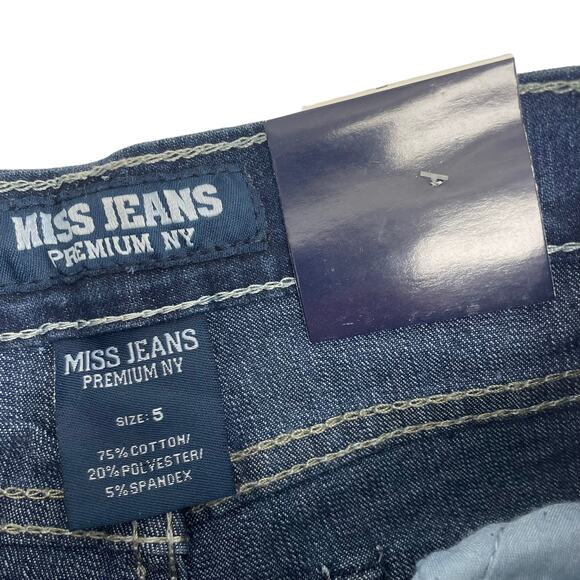 MISS JEANS
PREMIUM NY
MISS JEANS
PREMIUM NY
SIZE: 5
75% COTTON/
20% POLYESTER/
5% SPANDEX